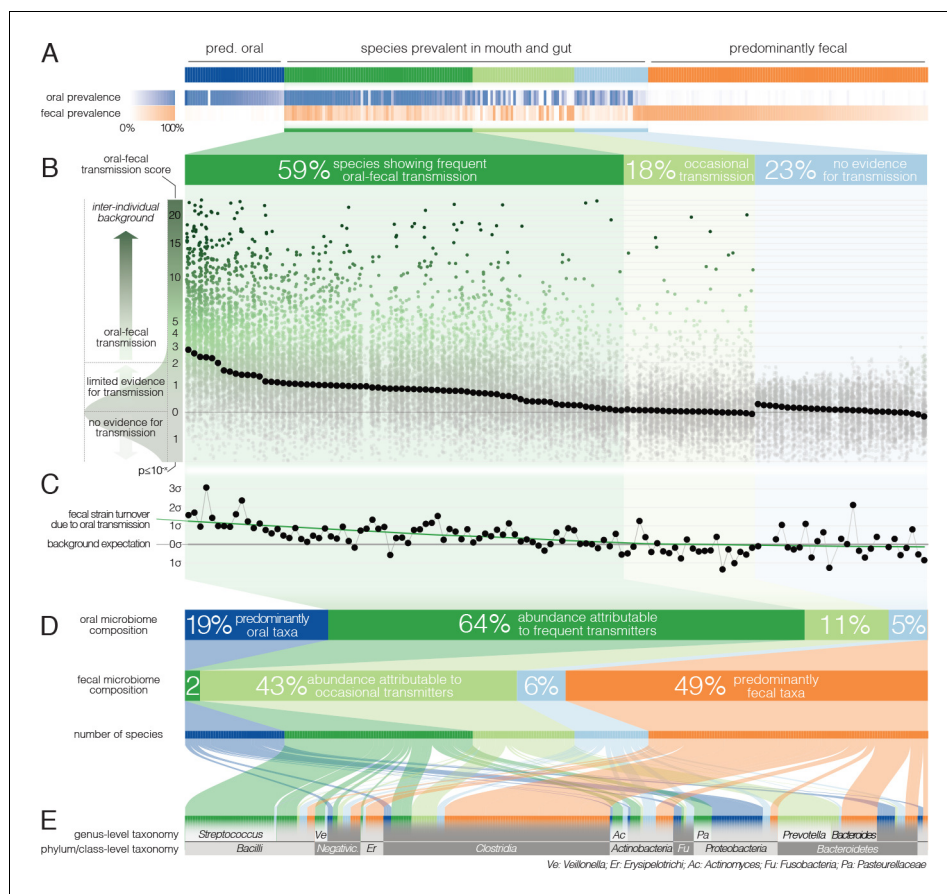 A
pred. oral
species prevalent in mouth and gut
predominantly fecal
oral prevalence
fecal prevalence
0%
100%
B
oral-fecal
transmission score
59% species showing frequent
oral-fecal transmission
18% occasional
transmission
23% no evidence
for transmission
inter-individual
background
20
15
10
5
4
3
2
1
0
1
oral-fecal
transmission
limited evidence
for transmission
no evidence for
transmission
p≤10⁻ˣ
C
3σ
2σ
1σ
0σ
1σ
fecal strain turnover
due to oral transmission
background expectation
D
oral microbiome
composition
19% predominantly
oral taxa
64% abundance attributable
to frequent transmitters
11%
5%
fecal microbiome
composition
2
43% abundance attributable to
occasional transmitters
6%
49% predominantly
fecal taxa
number of species
E
genus-level taxonomy
Streptococcus
Ve
Ac
Pa
Prevotella
Bacteroides
phylum/class-level taxonomy
Bacilli
Negativic.
Er
Clostridia
Actinobacteria
Fu
Proteobacteria
Bacteroidetes
Ve: Veillonella; Er: Erysipelotrichi; Ac: Actinomyces; Fu: Fusobacteria; Pa: Pasteurellaceae